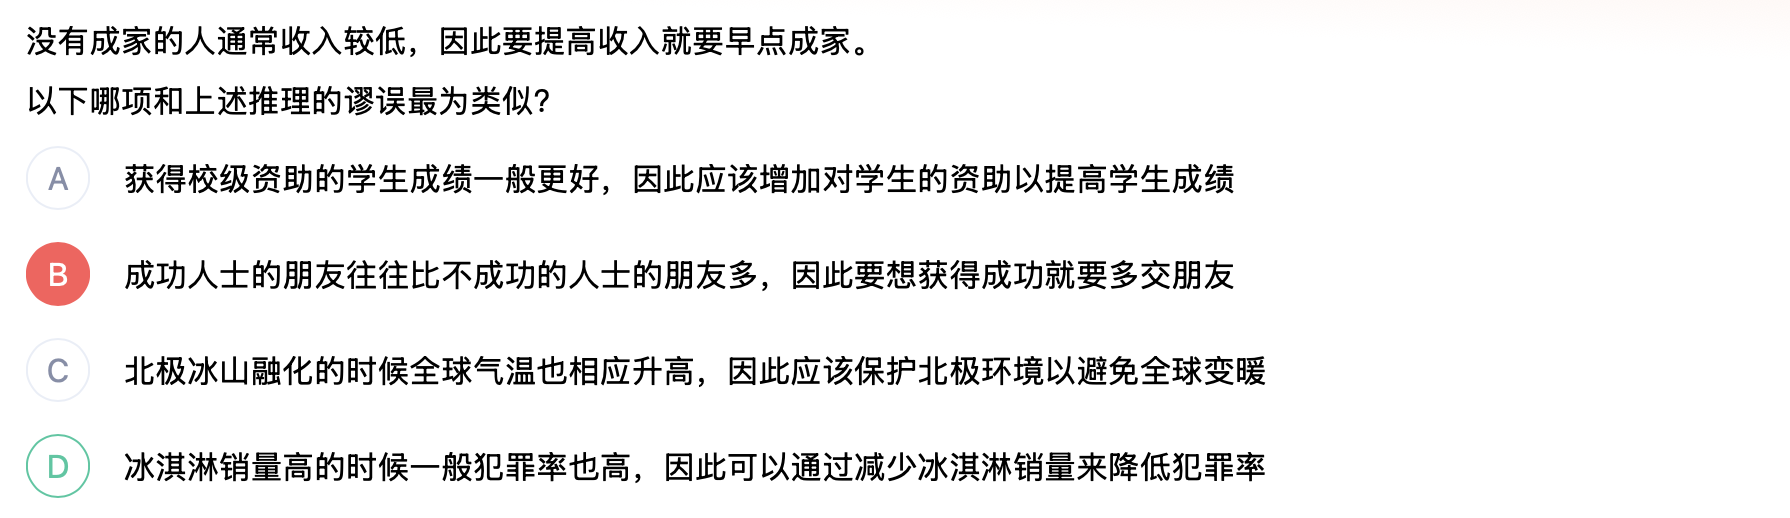 没有成家的人通常收入较低，因此要提高收入就要早点成家。
以下哪项和上述推理的谬误最为类似?
A 获得校级资助的学生成绩一般更好，因此应该增加对学生的资助以提高学生成绩
B 成功人士的朋友往往比不成功的人士的朋友多，因此要想获得成功就要多交朋友
C 北极冰山融化的时候全球气温也相应升高，因此应该保护北极环境以避免全球变暖
D 冰淇淋销量高的时候一般犯罪率也高，因此可以通过减少冰淇淋销量来降低犯罪率